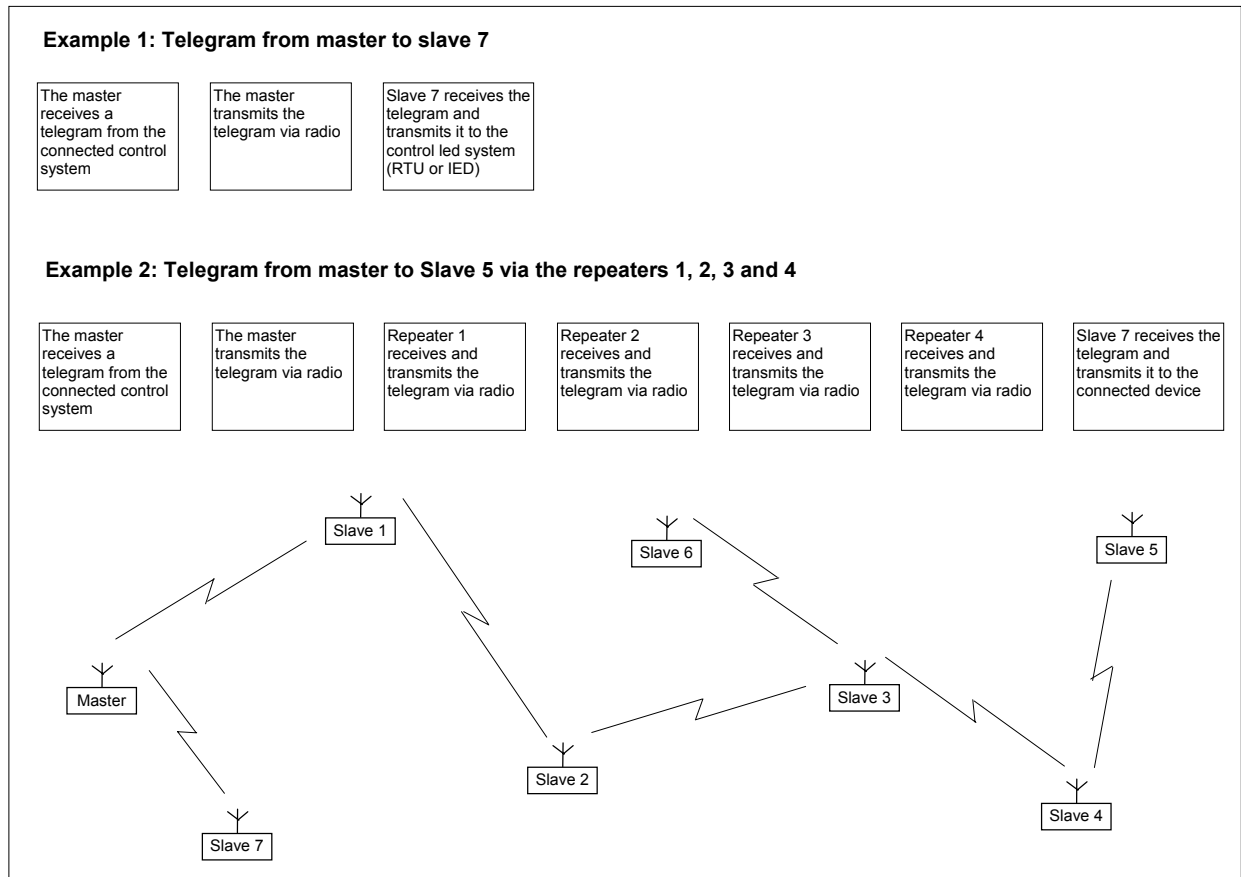 Example 1: Telegram from master to slave 7
The master
receives a
telegram from the
connected control
system
The master
transmits the
telegram via radio
Slave 7 receives the
telegram and
transmits it to the
control led system
(RTU or IED)
Example 2: Telegram from master to Slave 5 via the repeaters 1, 2, 3 and 4
The master
receives a
telegram from the
connected control
system
The master
transmits the
telegram via radio
Repeater 1
receives and
transmits the
telegram via radio
Repeater 2
receives and
transmits the
telegram via radio
Repeater 3
receives and
transmits the
telegram via radio
Repeater 4
receives and
transmits the
telegram via radio
Slave 7 receives the
telegram and
transmits it to the
connected device
Slave 1
Slave 6
Slave 5
Master
Slave 3
Slave 2
Slave 4
Slave 7